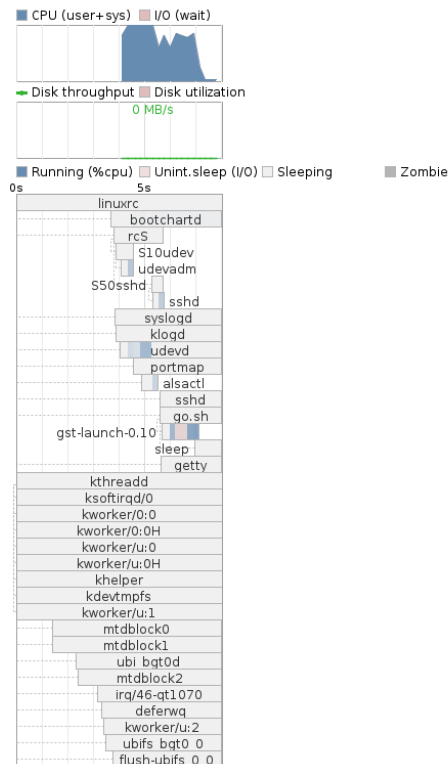 CPU (user+sys) I/O (wait)
Disk throughput Disk utilization
0 MB/s
Running (%cpu) Unint.sleep (I/O) Sleeping Zombie
0s 5s
linuxrc
bootchartd
rcS
S10udev
udevadm
S50sshd
sshd
syslogd
klogd
udevd
portmap
alsactl
sshd
go.sh
gst-launch-0.10
sleep
getty
kthreadd
ksoftirqd/0
kworker/0:0
kworker/0:0H
kworker/u:0
kworker/u:0H
khelper
kdevtmpfs
kworker/u:1
mtdblock0
mtdblock1
ubi_bgt0d
mtdblock2
irq/46-qt1070
deferwq
kworker/u:2
ubifs_bgt0_0
flush-ubifs_0_0